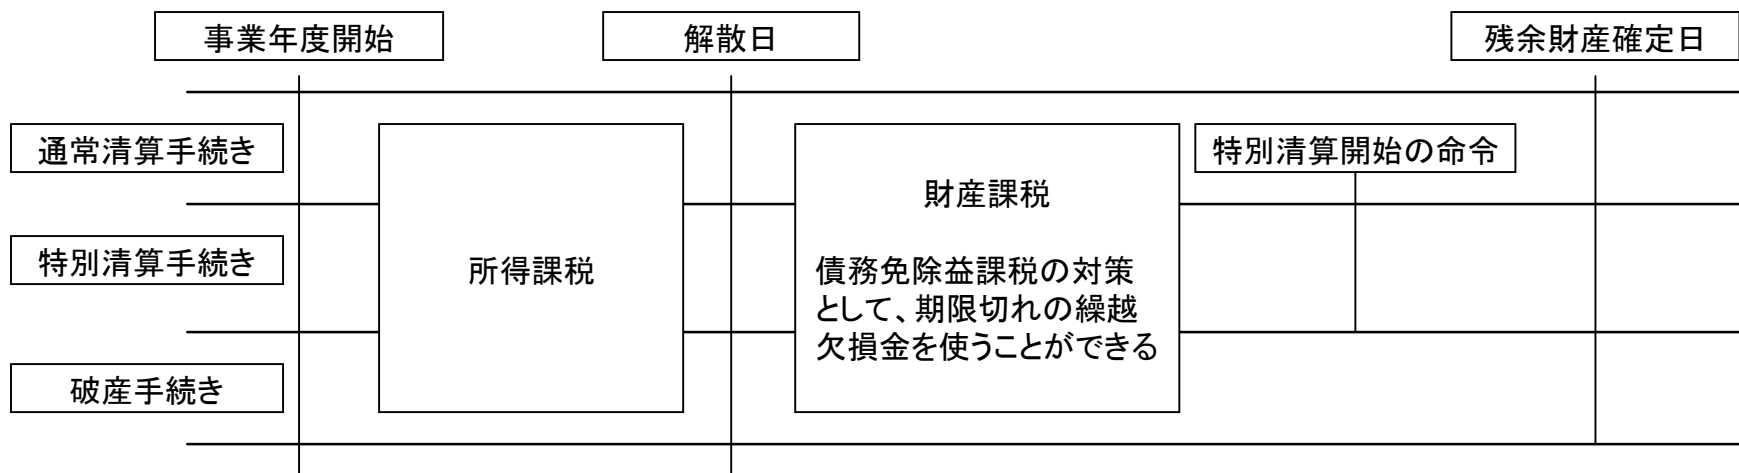 事業年度開始
解散日
残余財産確定日
通常清算手続き
特別清算開始の命令
財産課税
特別清算手続き
所得課税
債務免除益課税の対策
として、期限切れの繰越
欠損金を使うことができる
破産手続き